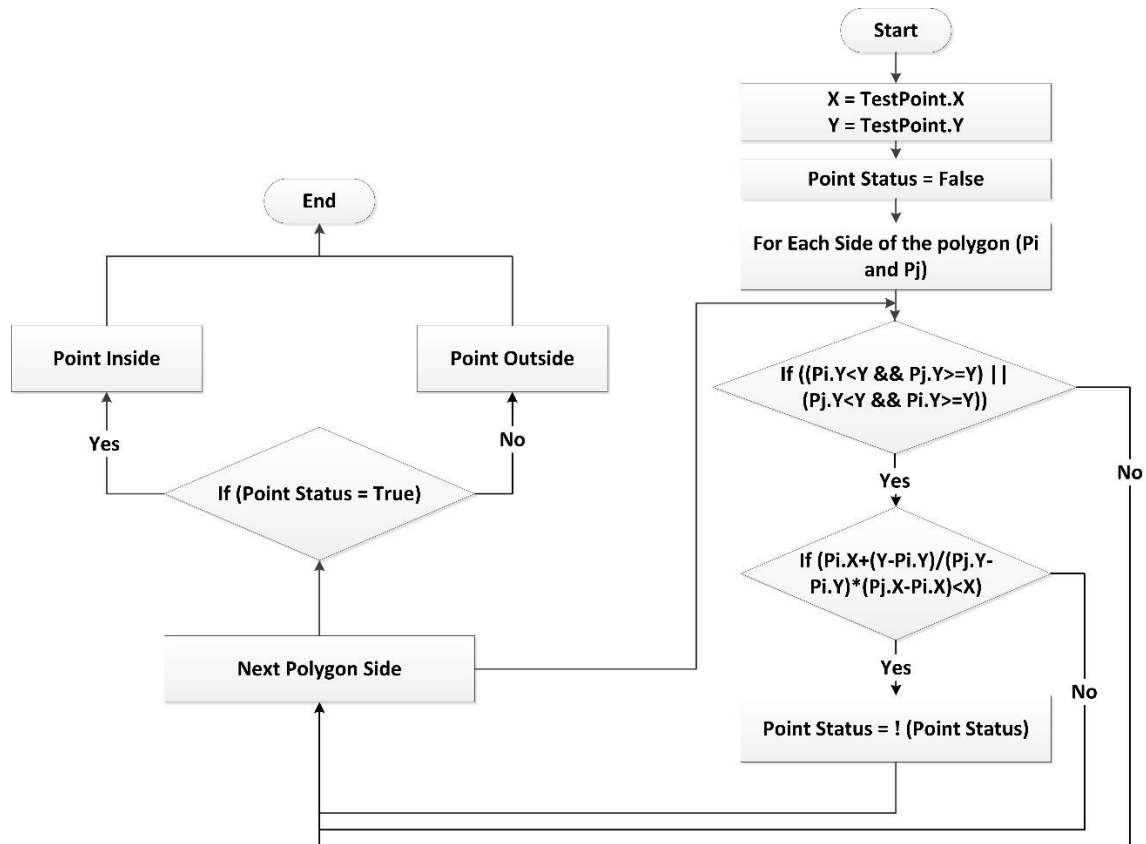 Start
X = TestPoint.X
Y = TestPoint.Y
Point Status = False
For Each Side of the polygon (Pi
and Pj)
If ((Pi.Y<Y && Pj.Y>=Y) ||
(Pj.Y<Y && Pi.Y>=Y))
No
Yes
If (Pi.X+(Y-Pi.Y)/(Pj.Y-
Pi.Y)*(Pj.X-Pi.X)<X)
No
Yes
Point Status = ! (Point Status)
Next Polygon Side
If (Point Status = True)
Yes
No
Point Inside
Point Outside
End